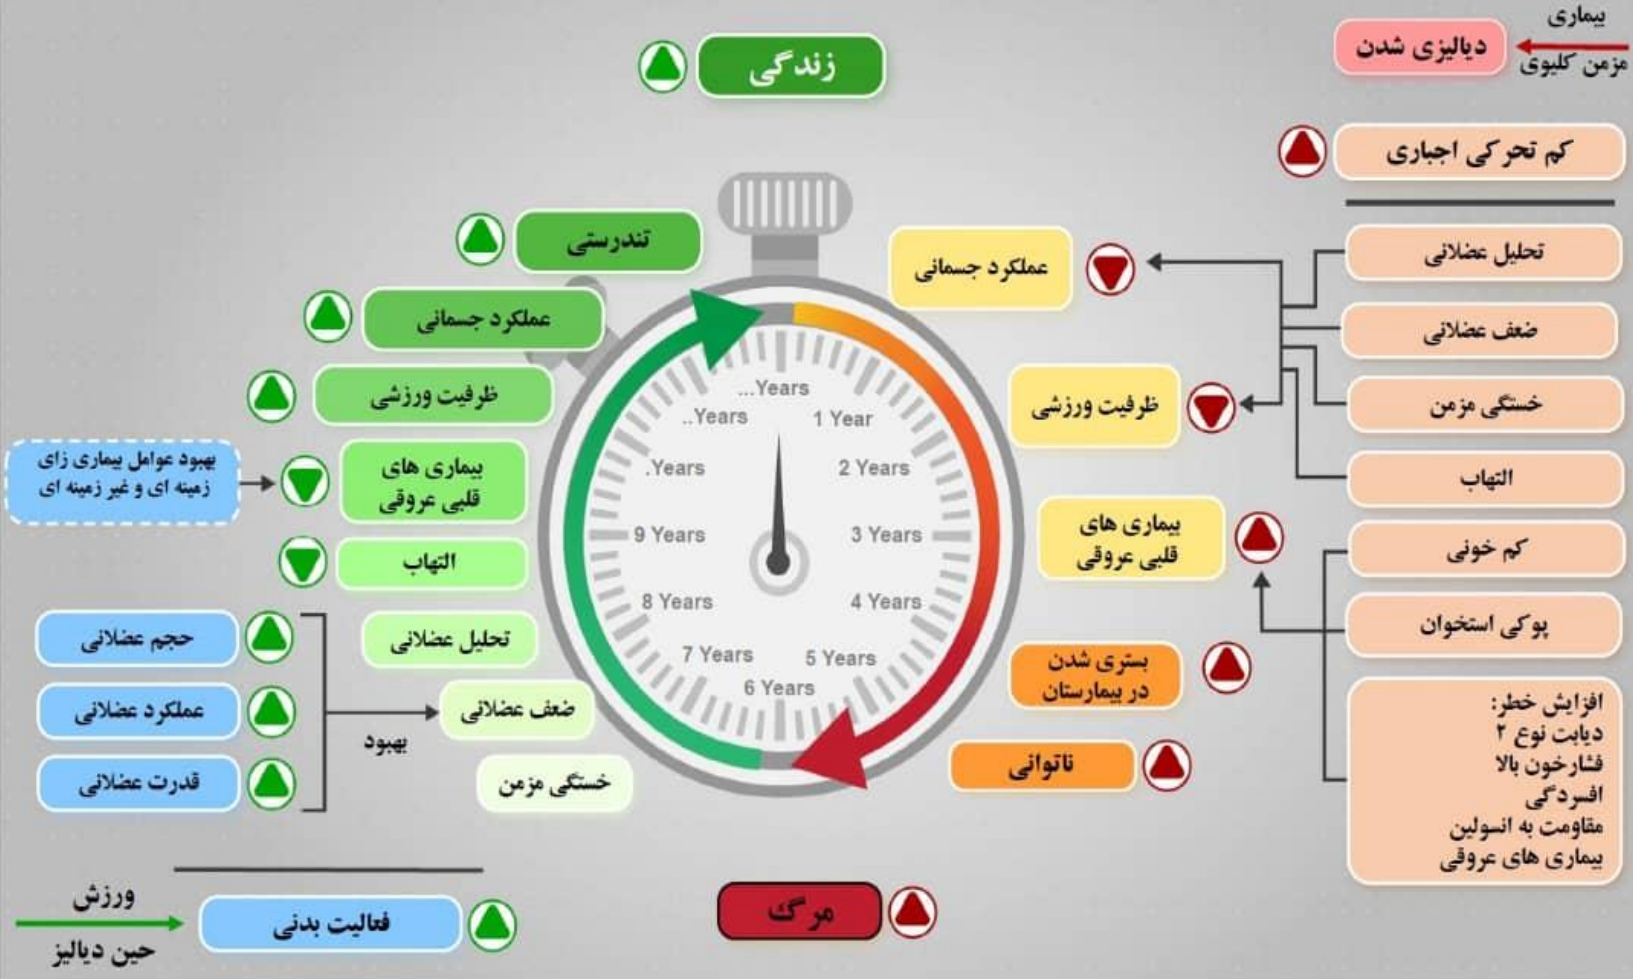 زندگی
بیماری
مزمن کلیوی
دیالیزی شدن
کم تحرکی اجباری
تحلیل عضلانی
ضعف عضلانی
خستگی مزمن
التهاب
کم خونی
پوکی استخوان
افزایش خطر:
دیابت نوع ۲
فشارخون بالا
افسردگی
مقاومت به انسولین
بیماری های عروقی
عملکرد جسمانی
ظرفیت ورزشی
بیماری های
قلبی عروقی
بستری شدن
در بیمارستان
ناتوانی
مرگ
...Years
1 Year
2 Years
3 Years
4 Years
5 Years
6 Years
7 Years
8 Years
9 Years
.Years
..Years
تندرستی
عملکرد جسمانی
ظرفیت ورزشی
بیماری های
قلبی عروقی
بهبود عوامل بیماری زای
زمینه ای و غیر زمینه ای
التهاب
تحلیل عضلانی
ضعف عضلانی
خستگی مزمن
بهبود
حجم عضلانی
عملکرد عضلانی
قدرت عضلانی
فعالیت بدنی
ورزش
حین دیالیز